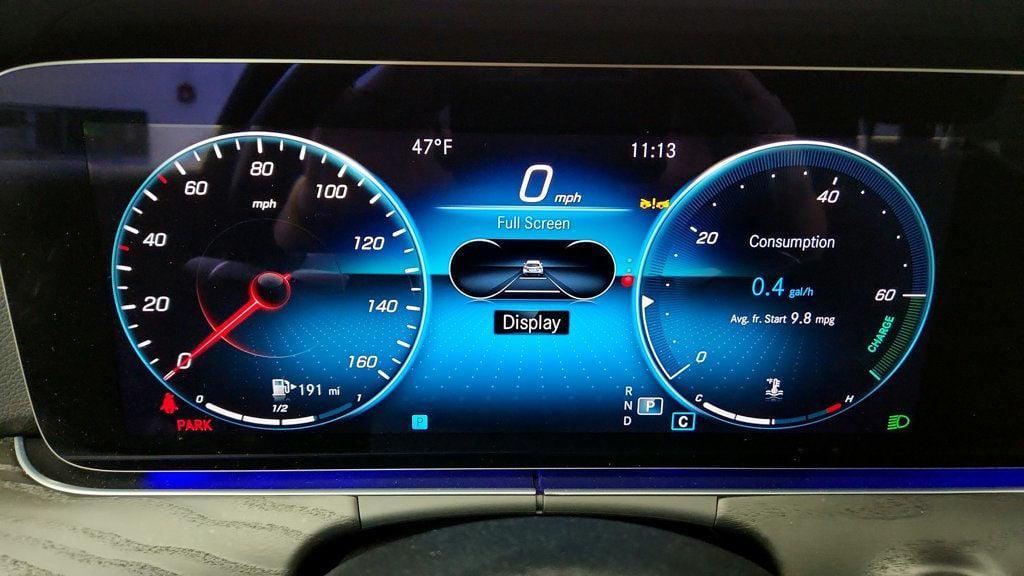 47°F
11:13
0 mph
Full Screen
Display
0
20
40
60
80
100
120
140
160
mph
191 mi
0
1/2
1
PARK
P
R
N
D
P
C
0
20
40
60
Consumption
0.4 gal/h
Avg. fr. Start 9.8 mpg
CHARGE
C
H